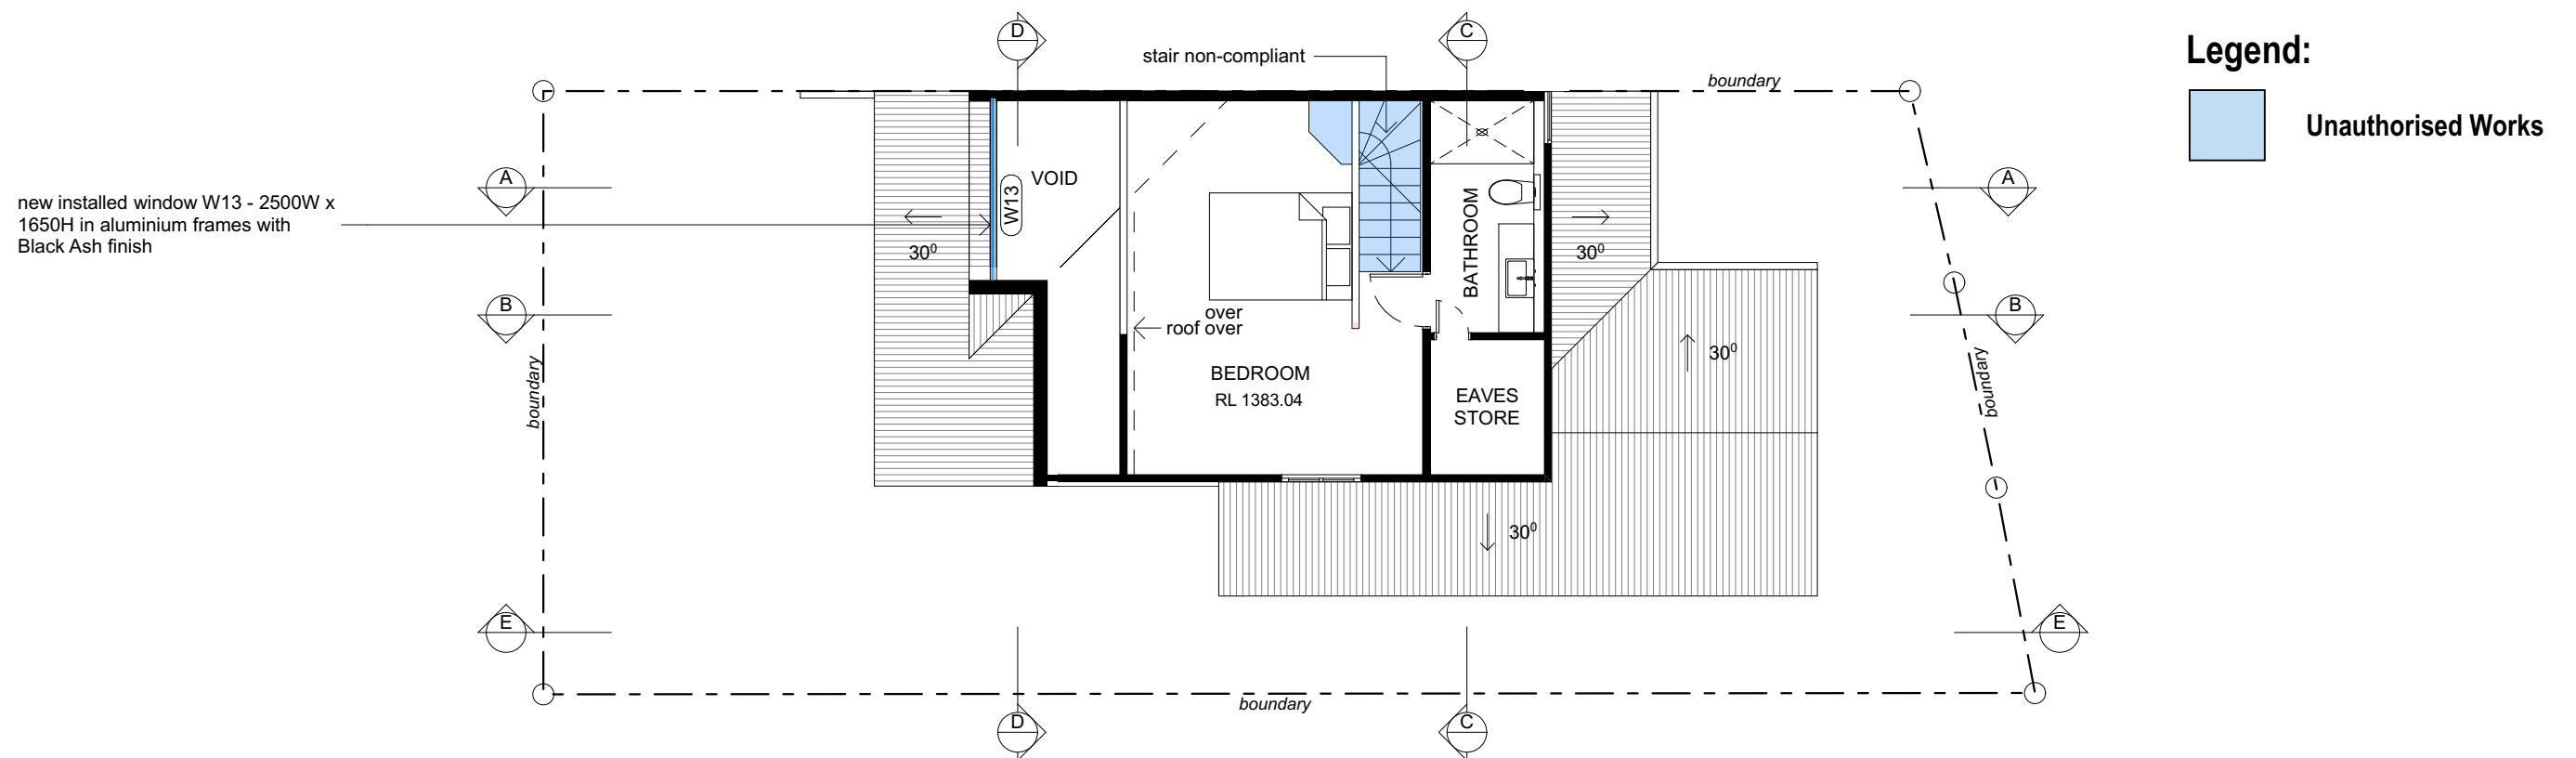 D
C
stair non-compliant
Legend:
boundary
Unauthorised Works
A
VOID
W13
A
new installed window W13 - 2500W x
1650H in aluminium frames with
Black Ash finish
BATHROOM
30⁰
30⁰
B
over
roof over
B
30⁰
boundary
BEDROOM
RL 1383.04
EAVES
STORE
boundary
30⁰
E
E
boundary
D
C